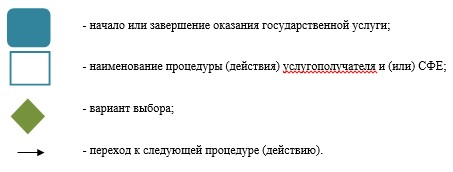 - начало или завершение оказания государственной услуги;
- наименование процедуры (действия) услугополучателя и (или) СФЕ;
- вариант выбора;
- переход к следующей процедуре (действию).